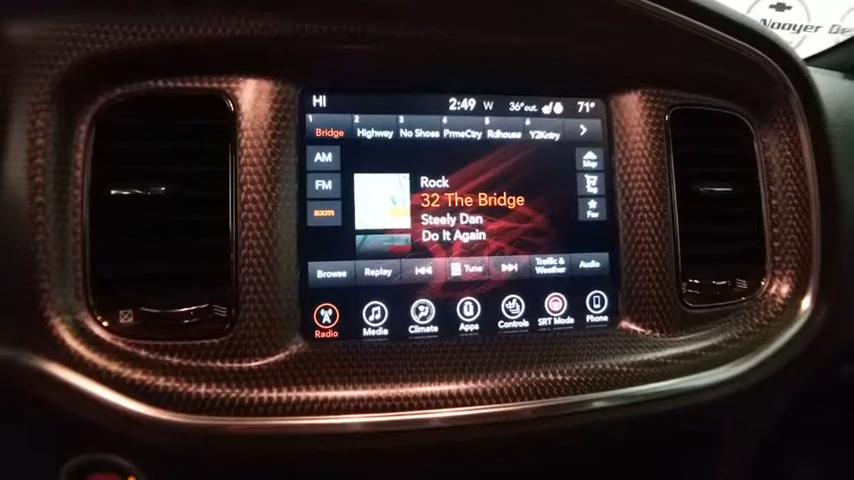 Nooyer
HI 2:49 W 36°out 71°
1 2 3 4 5 6
Bridge Highway No Shoes PrmeCtry Rdhouse Y2Kntry
AM
FM
sxm
Rock
32 The Bridge
Steely Dan
Do It Again
Map
Tag
Fav
Browse Replay Tune Traffic & Weather Audio
Radio Media Climate Apps Controls SRT Mode Phone